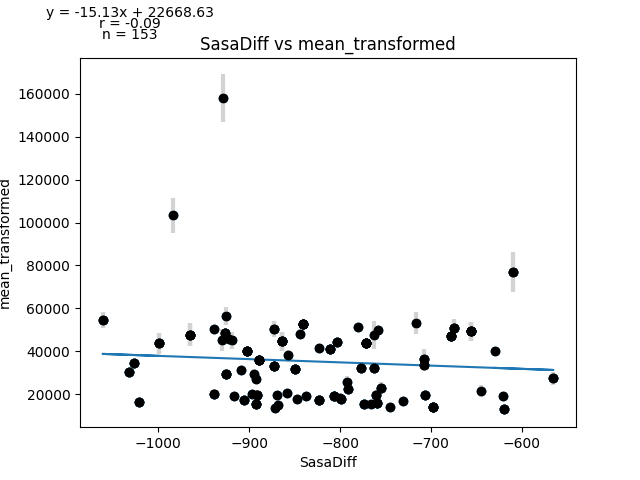 y = -15.13x + 22668.63
r = -0.09
n = 153
SasaDiff vs mean_transformed
160000
140000
120000
100000
80000
60000
40000
20000
mean_transformed
−1000
−900
−800
−700
−600
SasaDiff